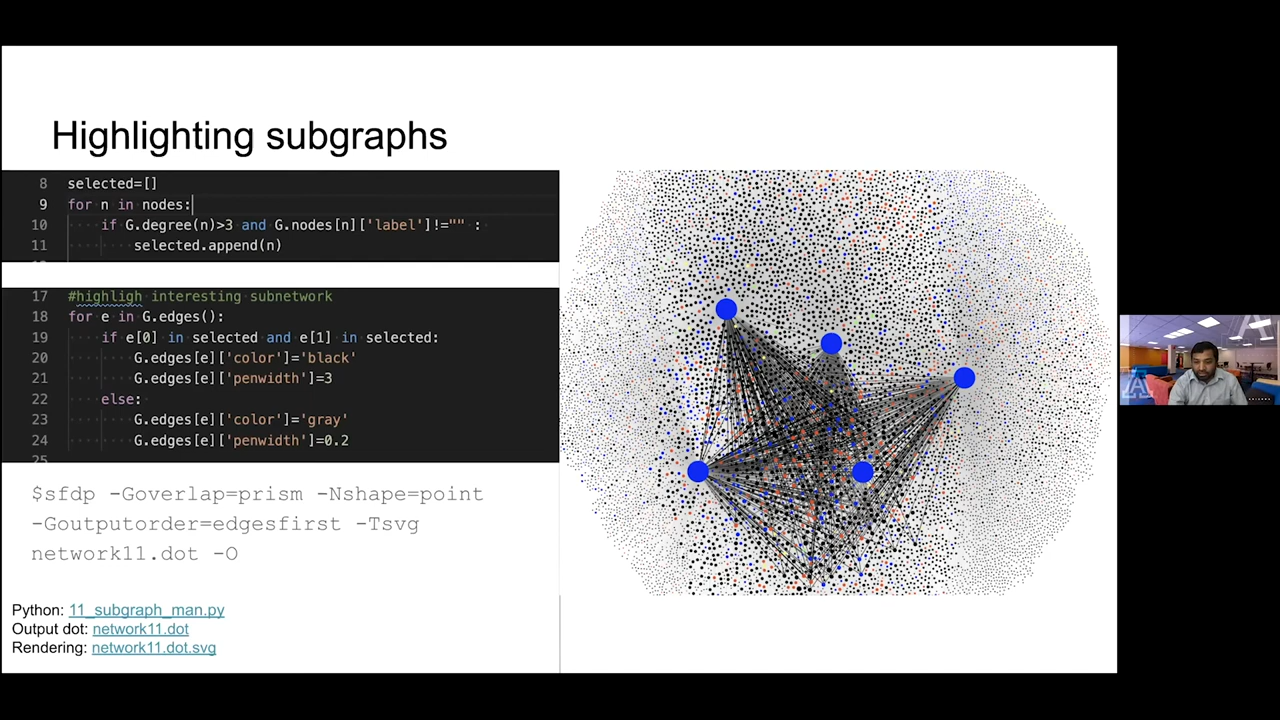 Highlighting subgraphs
8 selected=[]
9 for n in nodes:
10 if G.degree(n)>3 and G.nodes[n]['label']!="" :
11 selected.append(n)
17 #highligh interesting subnetwork
18 for e in G.edges():
19 if e[0] in selected and e[1] in selected:
20 G.edges[e]['color']='black'
21 G.edges[e]['penwidth']=3
22 else:
23 G.edges[e]['color']='gray'
24 G.edges[e]['penwidth']=0.2
25
$sfdp -Goverlap=prism -Nshape=point
-Goutputorder=edgesfirst -Tsvg
network11.dot -O
Python: 11_subgraph_man.py
Output dot: network11.dot
Rendering: network11.dot.svg